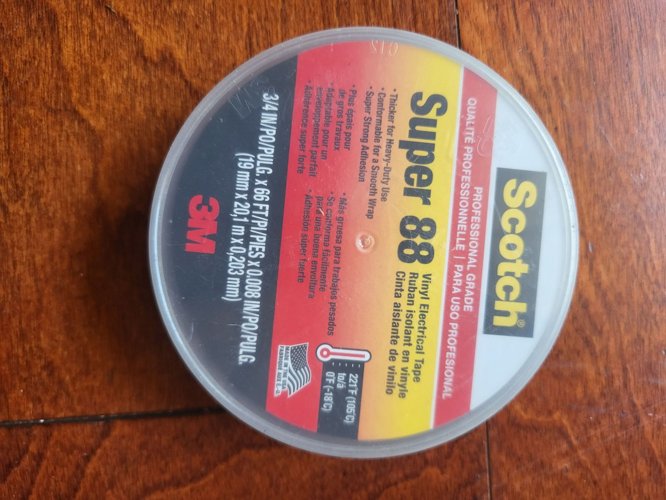 Scotch®
PROFESSIONAL GRADE
QUALITÉ PROFESSIONNELLE | PARA USO PROFESIONAL
Super 88
Vinyl Electrical Tape
Ruban isolant en vinyle
Cinta aislante de vinilo
• Thicker for Heavy-Duty Use
• Conformable for a Smooth Wrap
• Super Strong Adhesion
• Plus épais pour
de gros travaux
• Adaptable pour un
enveloppement parfait
• Adhérence super forte
• Más gruesa para trabajos pesados
• Se conforma fácilmente
para una buena envoltura
• Adhesión súper fuerte
221°F (105°C)
to/à
0°F (-18°C)
3M
MADE IN U.S.A.
3/4 IN/PO/PULG. x 66 FT/PI/PIES x 0.008 IN/PO/PULG.
(19 mm x 20,1 m x 0,203 mm)